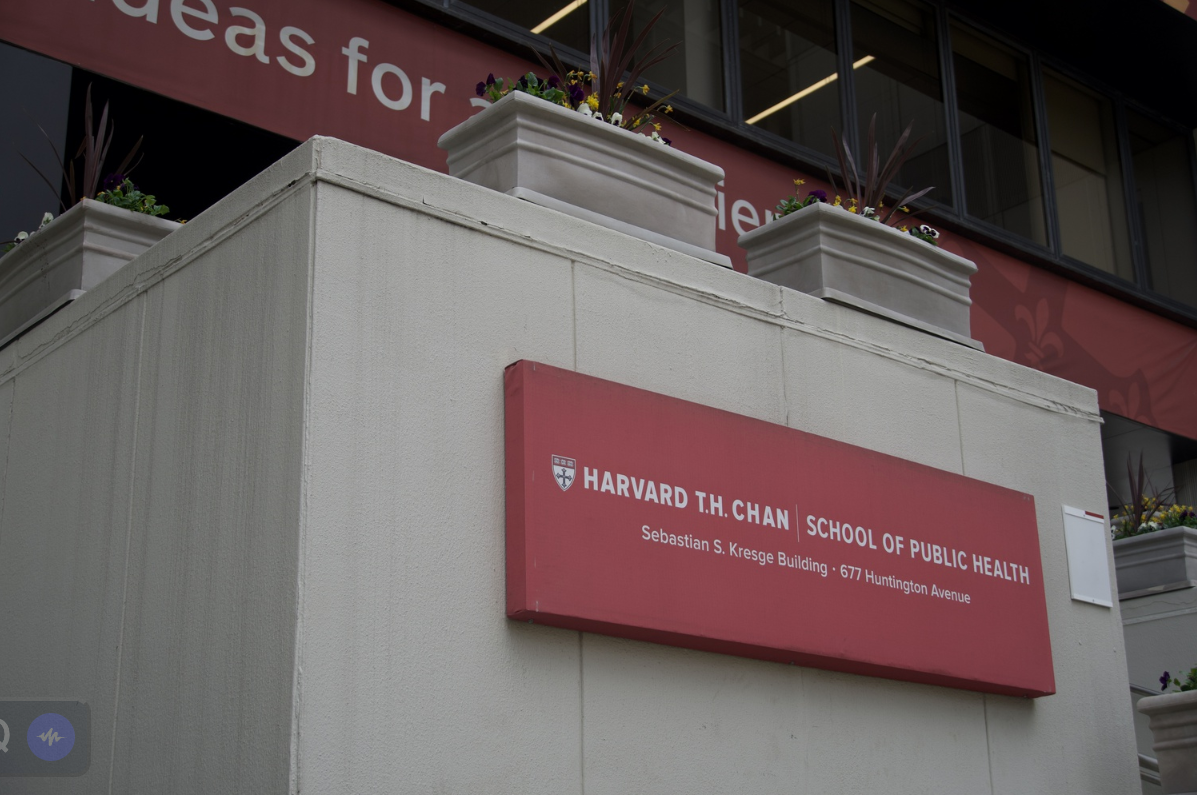 ideas for
HARVARD T.H. CHAN | SCHOOL OF PUBLIC HEALTH
Sebastian S. Kresge Building · 677 Huntington Avenue